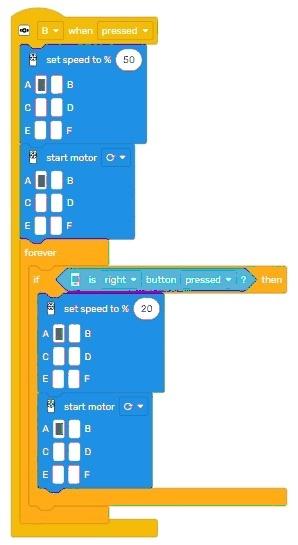 B when pressed
set speed to % 50
A B
C D
E F
start motor
A B
C D
E F
forever
if is right button pressed ? then
set speed to % 20
A B
C D
E F
start motor
A B
C D
E F